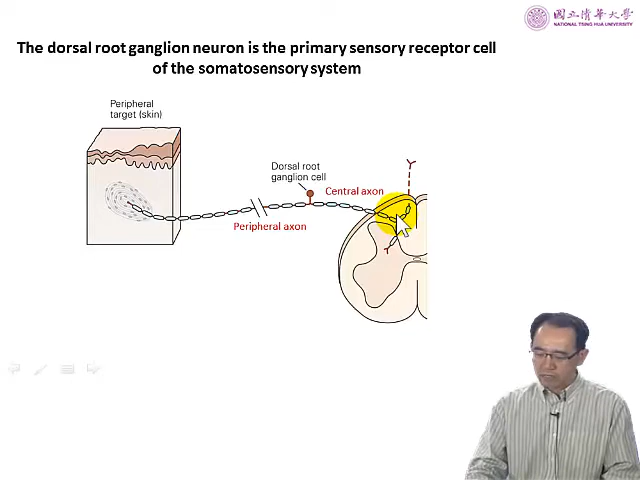 國立清華大學
NATIONAL TSING HUA UNIVERSITY
The dorsal root ganglion neuron is the primary sensory receptor cell
of the somatosensory system
Peripheral
target (skin)
Dorsal root
ganglion cell
Central axon
Peripheral axon